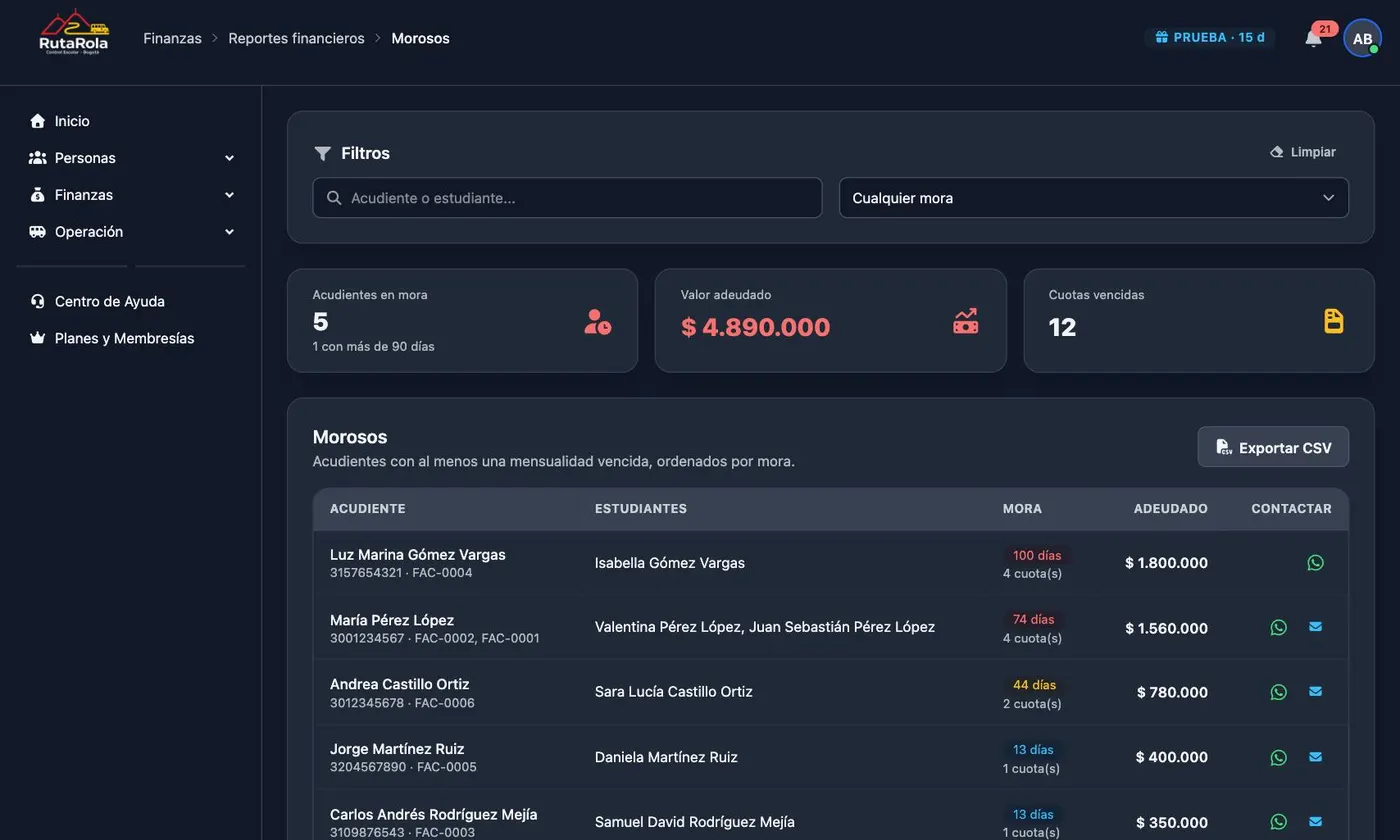 RutaRola
Control Escolar - Bogotá
Finanzas > Reportes financieros > Morosos
PRUEBA · 15 d
21
AB
Inicio
Personas
Finanzas
Operación
Centro de Ayuda
Planes y Membresías
Filtros
Limpiar
Acudiente o estudiante...
Cualquier mora
Acudientes en mora
5
1 con más de 90 días
Valor adeudado
$ 4.890.000
Cuotas vencidas
12
Morosos
Acudientes con al menos una mensualidad vencida, ordenados por mora.
Exportar CSV
ACUDIENTE ESTUDIANTES MORA ADEUDADO CONTACTAR
Luz Marina Gómez Vargas
3157654321 · FAC-0004
Isabella Gómez Vargas
100 días
4 cuota(s)
$ 1.800.000
María Pérez López
3001234567 · FAC-0002, FAC-0001
Valentina Pérez López, Juan Sebastián Pérez López
74 días
4 cuota(s)
$ 1.560.000
Andrea Castillo Ortiz
3012345678 · FAC-0006
Sara Lucía Castillo Ortiz
44 días
2 cuota(s)
$ 780.000
Jorge Martínez Ruiz
3204567890 · FAC-0005
Daniela Martínez Ruiz
13 días
1 cuota(s)
$ 400.000
Carlos Andrés Rodríguez Mejía
3109876543 · FAC-0003
Samuel David Rodríguez Mejía
13 días
1 cuota(s)
$ 350.000